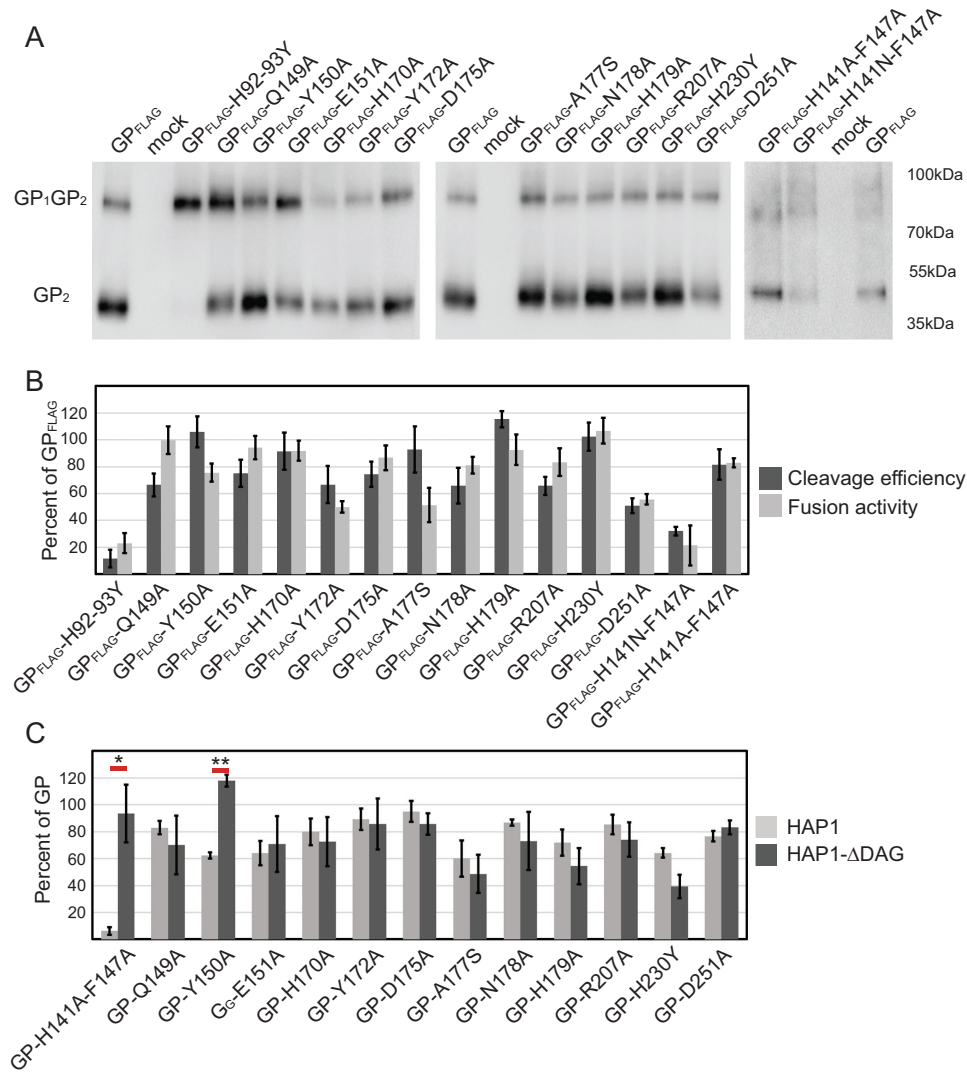 A
GPFLAG
mock
GPFLAG-H92-93Y
GPFLAG-Q149A
GPFLAG-Y150A
GPFLAG-E151A
GPFLAG-H170A
GPFLAG-Y172A
GPFLAG-D175A
GPFLAG
mock
GPFLAG-A177S
GPFLAG-N178A
GPFLAG-H179A
GPFLAG-R207A
GPFLAG-H230Y
GPFLAG-D251A
GPFLAG-H141A-F147A
GPFLAG-H141N-F147A
mock
GPFLAG
GP1GP2
GP2
100kDa
70kDa
55kDa
35kDa
B
Percent of GPFLAG
120
100
80
60
40
20
Cleavage efficiency
Fusion activity
GPFLAG-H92-93Y
GPFLAG-Q149A
GPFLAG-Y150A
GPFLAG-E151A
GPFLAG-H170A
GPFLAG-Y172A
GPFLAG-D175A
GPFLAG-A177S
GPFLAG-N178A
GPFLAG-H179A
GPFLAG-R207A
GPFLAG-H230Y
GPFLAG-D251A
GPFLAG-H141N-F147A
GPFLAG-H141A-F147A
C
Percent of GP
120
100
80
60
40
20
*
**
HAP1
HAP1-ΔDAG
GP-H141A-F147A
GP-Q149A
GP-Y150A
GG-E151A
GP-H170A
GP-Y172A
GP-D175A
GP-A177S
GP-N178A
GP-H179A
GP-R207A
GP-H230Y
GP-D251A